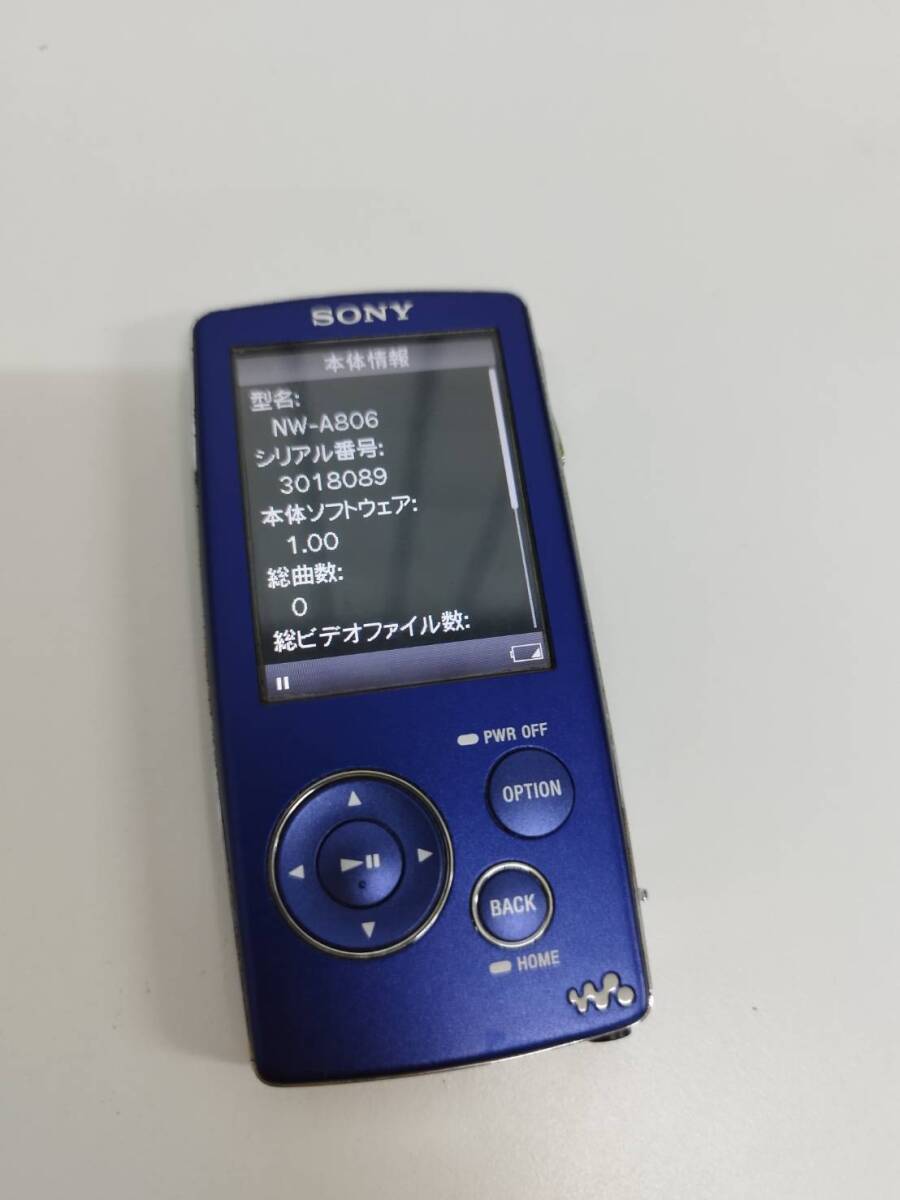 SONY
本体情報
型名:
NW-A806
シリアル番号:
3018089
本体ソフトウェア:
1.00
総曲数:
0
総ビデオファイル数:
PWR OFF
OPTION
BACK
HOME